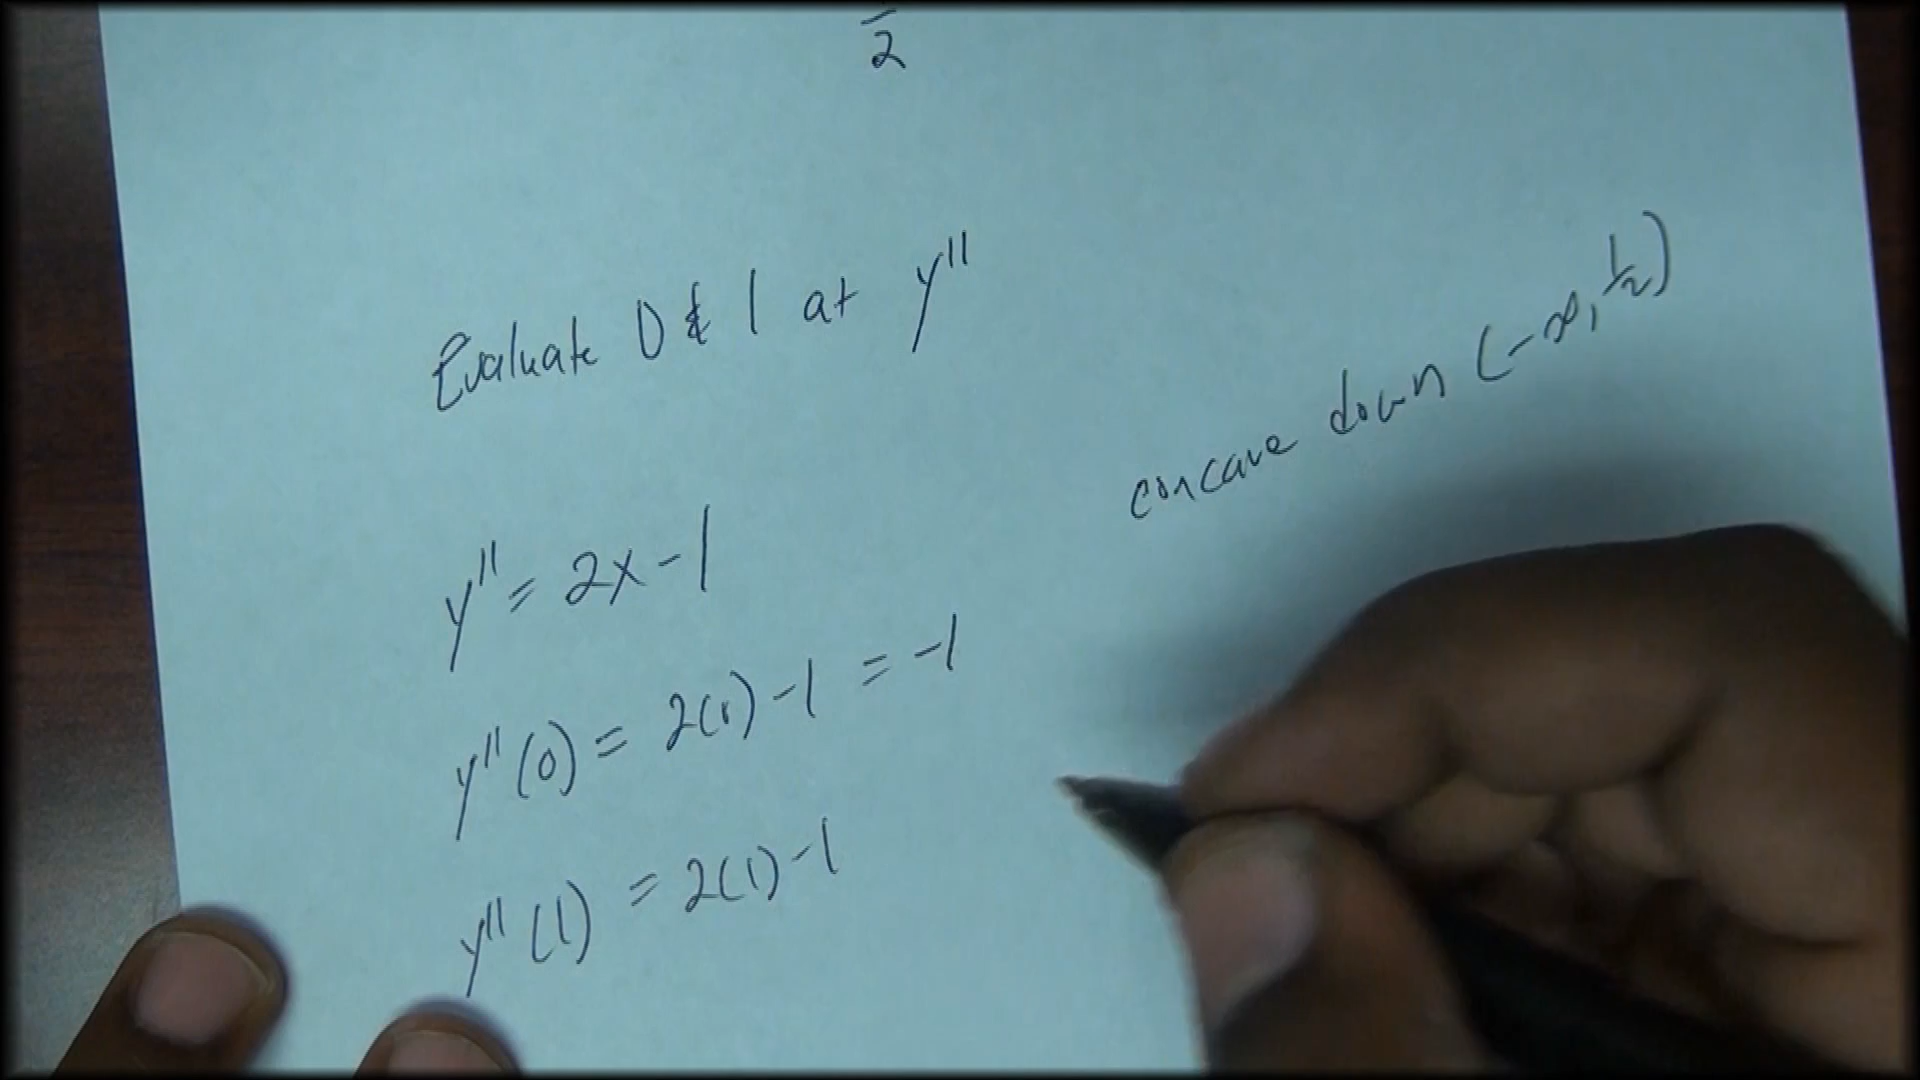 2
Evaluate 0 & 1 at y"
concave down (-∞, 1/2)
y" = 2x - 1
y"(0) = 2(0) - 1 = -1
y"(1) = 2(1) - 1